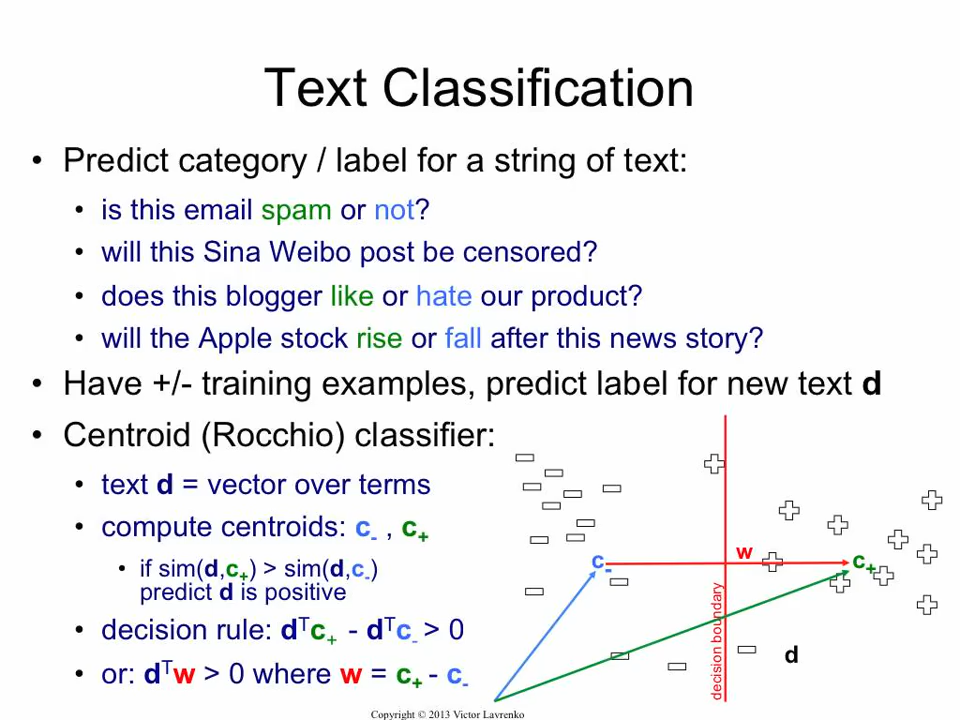 Text Classification
• Predict category / label for a string of text:
• is this email spam or not?
• will this Sina Weibo post be censored?
• does this blogger like or hate our product?
• will the Apple stock rise or fall after this news story?
• Have +/- training examples, predict label for new text d
• Centroid (Rocchio) classifier:
• text d = vector over terms
• compute centroids: c- , c+
• if sim(d,c+) > sim(d,c-)
predict d is positive
• decision rule: dTc+ - dTc- > 0
• or: dTw > 0 where w = c+ - c-
c-
w
c+
decision boundary
d
Copyright © 2013 Victor Lavrenko